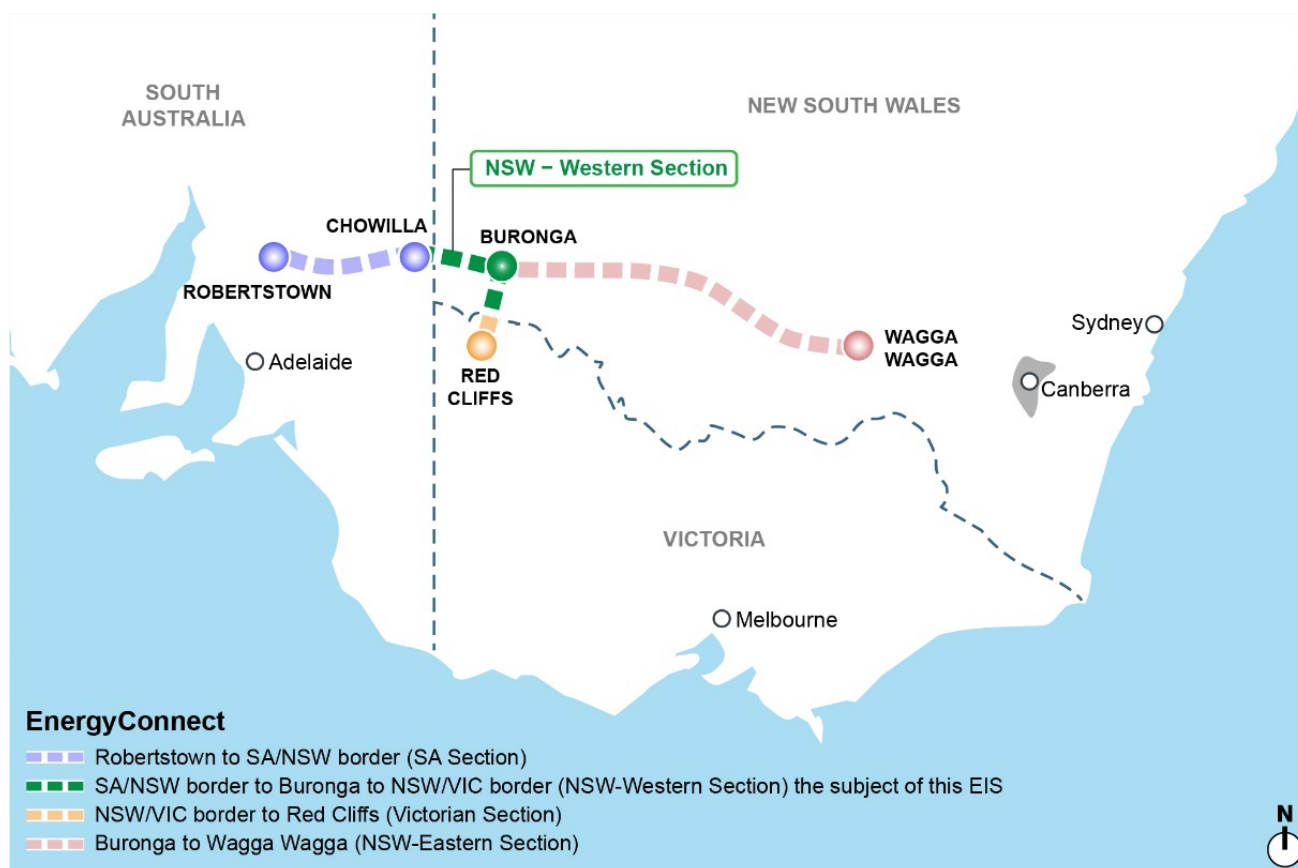 SOUTH
AUSTRALIA
NEW SOUTH WALES
NSW – Western Section
CHOWILLA
BURONGA
ROBERTSTOWN
Sydney
WAGGA
WAGGA
Adelaide
RED
CLIFFS
Canberra
VICTORIA
Melbourne
EnergyConnect
Robertstown to SA/NSW border (SA Section)
SA/NSW border to Buronga to NSW/VIC border (NSW-Western Section) the subject of this EIS
NSW/VIC border to Red Cliffs (Victorian Section)
Buronga to Wagga Wagga (NSW-Eastern Section)
N